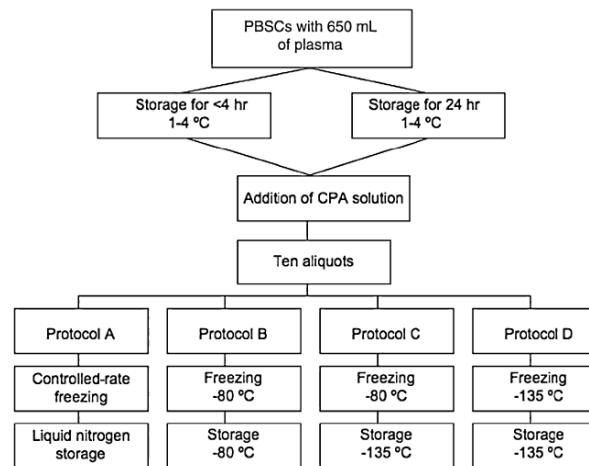 PBSCs with 650 mL
of plasma
Storage for <4 hr
1-4 ºC
Storage for 24 hr
1-4 ºC
Addition of CPA solution
Ten aliquots
Protocol A
Protocol B
Protocol C
Protocol D
Controlled-rate
freezing
Freezing
-80 ºC
Freezing
-80 ºC
Freezing
-135 ºC
Liquid nitrogen
storage
Storage
-80 ºC
Storage
-135 ºC
Storage
-135 ºC